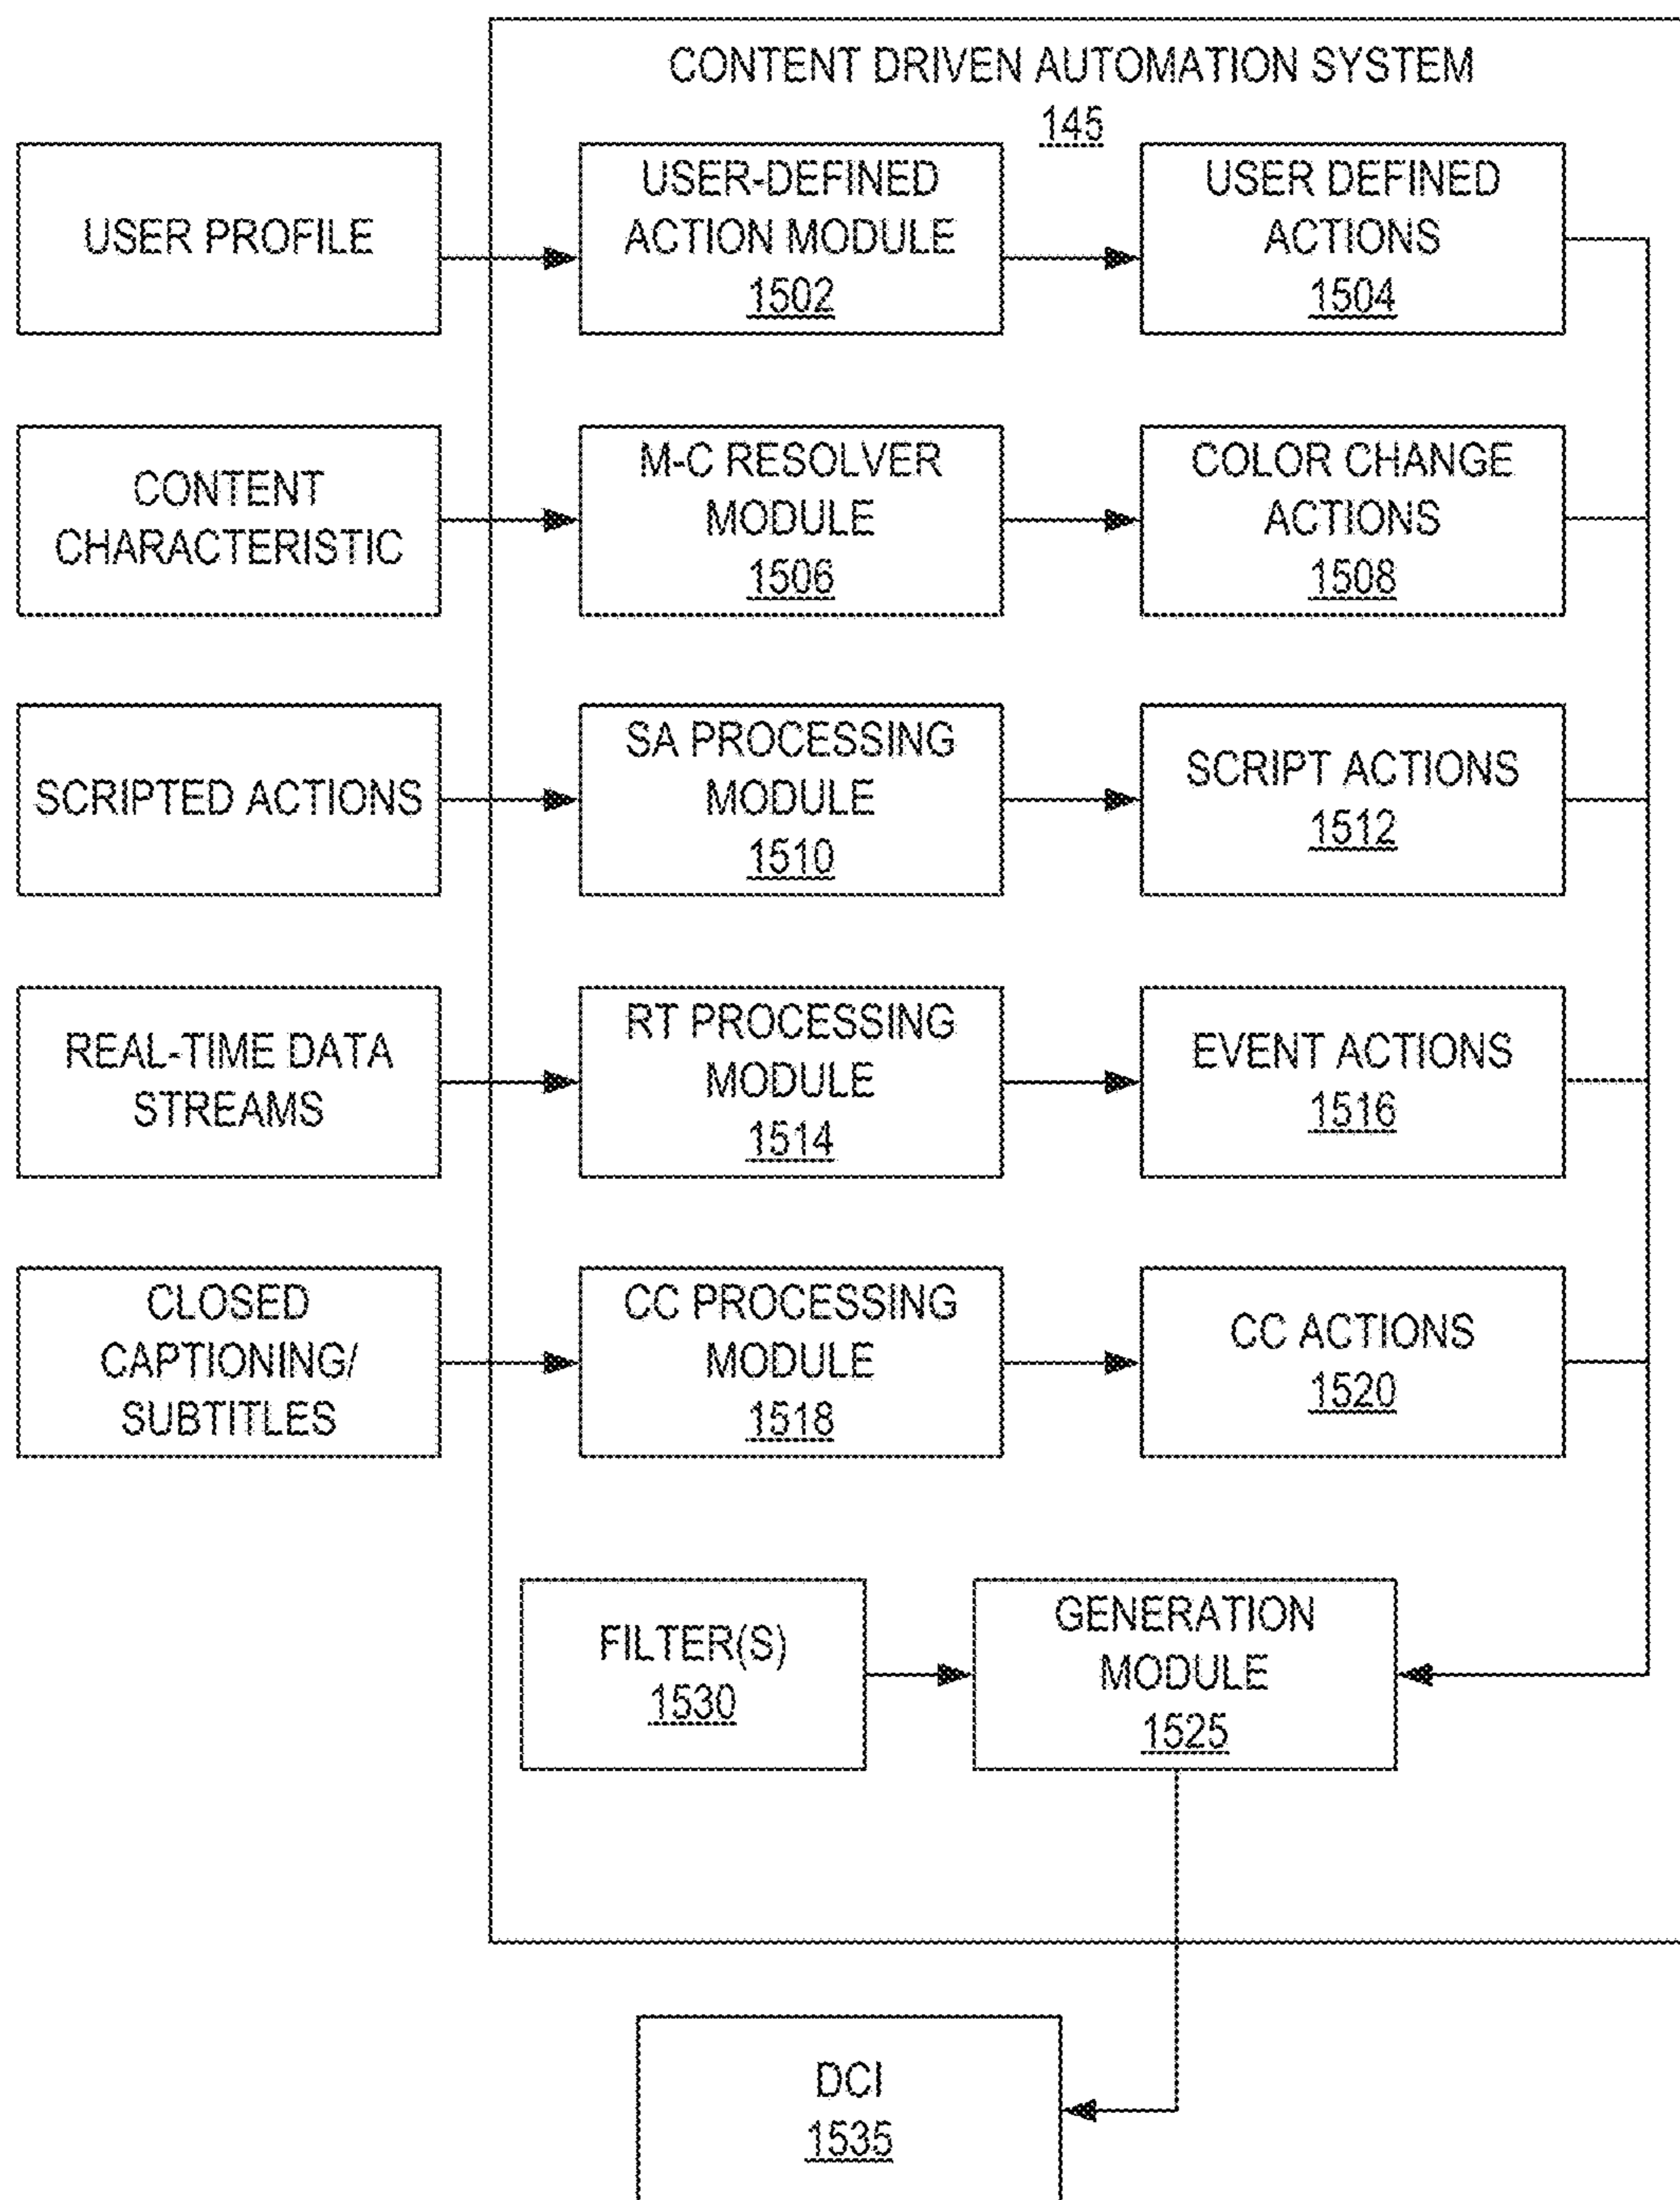 CONTENT DRIVEN AUTOMATION SYSTEM
145
USER PROFILE
USER-DEFINED
ACTION MODULE
1502
USER DEFINED
ACTIONS
1504
CONTENT
CHARACTERISTIC
M-C RESOLVER
MODULE
1506
COLOR CHANGE
ACTIONS
1508
SCRIPTED ACTIONS
SA PROCESSING
MODULE
1510
SCRIPT ACTIONS
1512
REAL-TIME DATA
STREAMS
RT PROCESSING
MODULE
1514
EVENT ACTIONS
1516
CLOSED
CAPTIONING/
SUBTITLES
CC PROCESSING
MODULE
1518
CC ACTIONS
1520
FILTER(S)
1530
GENERATION
MODULE
1525
DCI
1535